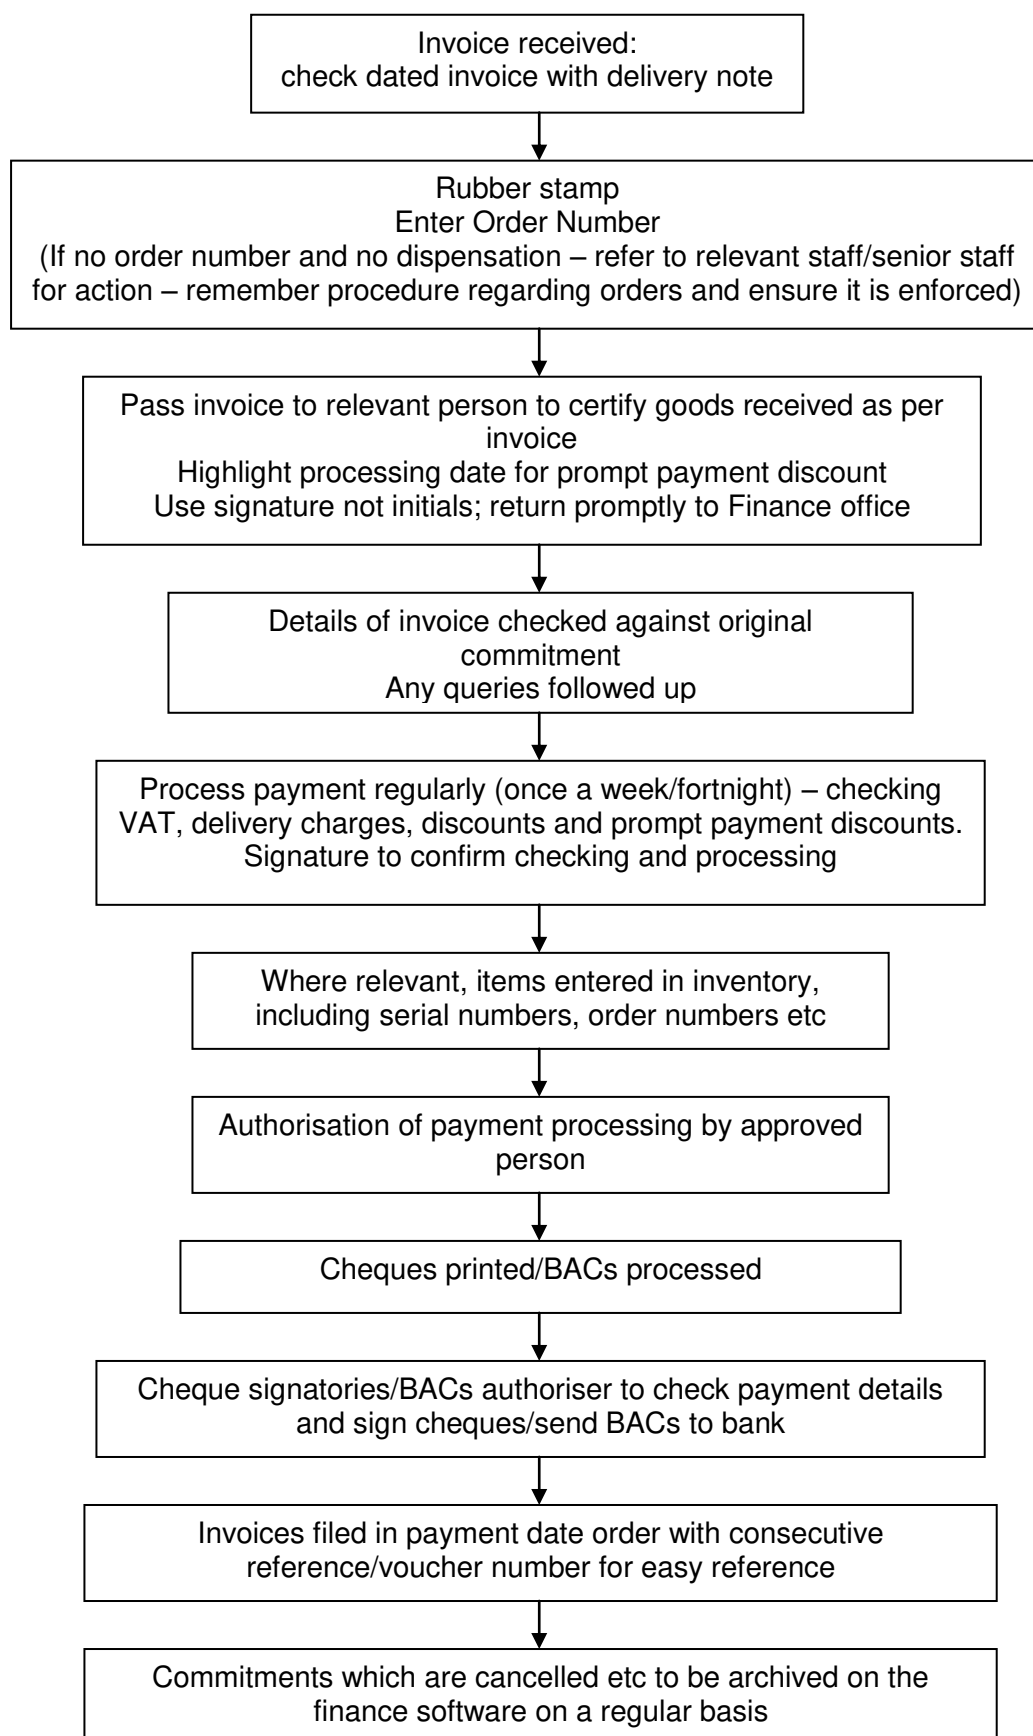 Invoice received:
check dated invoice with delivery note
Rubber stamp
Enter Order Number
(If no order number and no dispensation – refer to relevant staff/senior staff
for action – remember procedure regarding orders and ensure it is enforced)
Pass invoice to relevant person to certify goods received as per
invoice
Highlight processing date for prompt payment discount
Use signature not initials; return promptly to Finance office
Details of invoice checked against original
commitment
Any queries followed up
Process payment regularly (once a week/fortnight) – checking
VAT, delivery charges, discounts and prompt payment discounts.
Signature to confirm checking and processing
Where relevant, items entered in inventory,
including serial numbers, order numbers etc
Authorisation of payment processing by approved
person
Cheques printed/BACs processed
Cheque signatories/BACs authoriser to check payment details
and sign cheques/send BACs to bank
Invoices filed in payment date order with consecutive
reference/voucher number for easy reference
Commitments which are cancelled etc to be archived on the
finance software on a regular basis